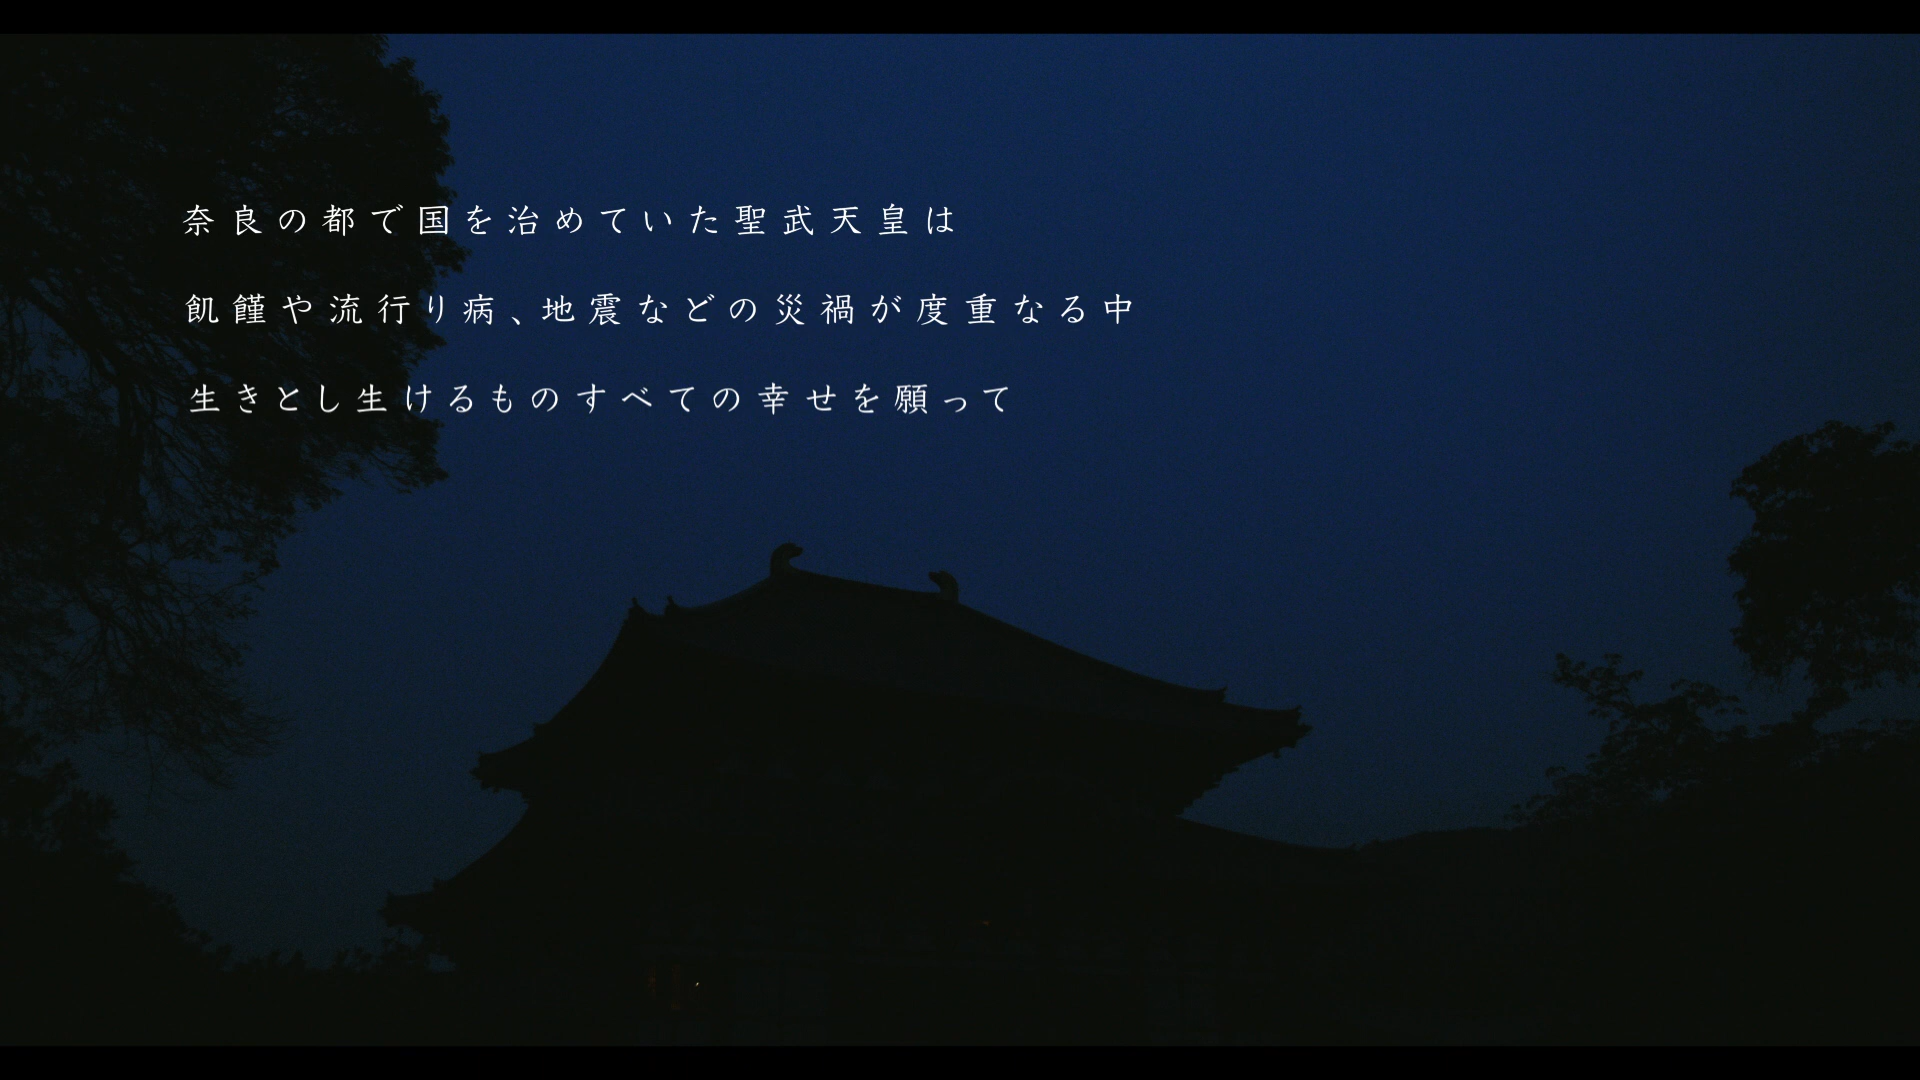 奈良の都で国を治めていた聖武天皇は
飢饉や流行り病、地震などの災禍が度重なる中
生きとし生けるものすべての幸せを願って